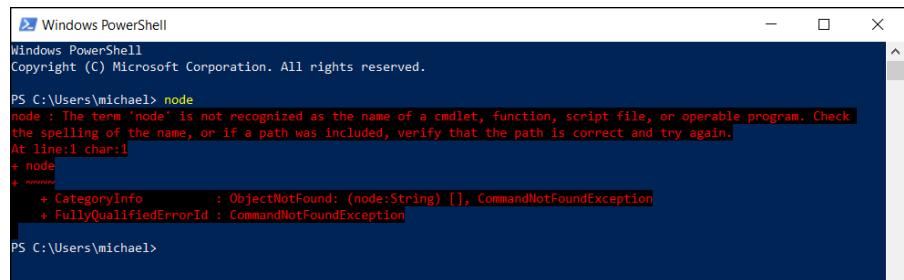 Windows PowerShell
Windows PowerShell
Copyright (C) Microsoft Corporation. All rights reserved.
PS C:\Users\michael> node
node : The term 'node' is not recognized as the name of a cmdlet, function, script file, or operable program. Check
the spelling of the name, or if a path was included, verify that the path is correct and try again.
At line:1 char:1
+ node
+ ~~~~
    + CategoryInfo          : ObjectNotFound: (node:String) [], CommandNotFoundException
    + FullyQualifiedErrorId : CommandNotFoundException
PS C:\Users\michael>